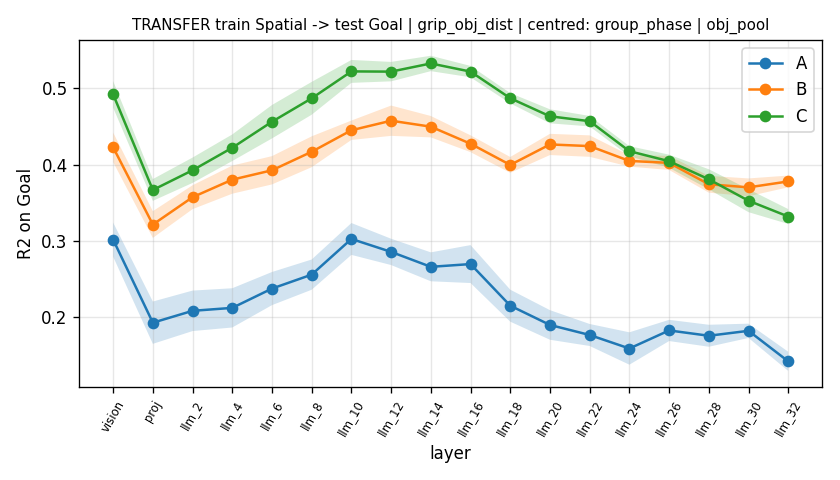 TRANSFER train Spatial -> test Goal | grip_obj_dist | centred: group_phase | obj_pool
A
B
C
0.5
0.4
0.3
0.2
R2 on Goal
vision
proj
llm_2
llm_4
llm_6
llm_8
llm_10
llm_12
llm_14
llm_16
llm_18
llm_20
llm_22
llm_24
llm_26
llm_28
llm_30
llm_32
layer